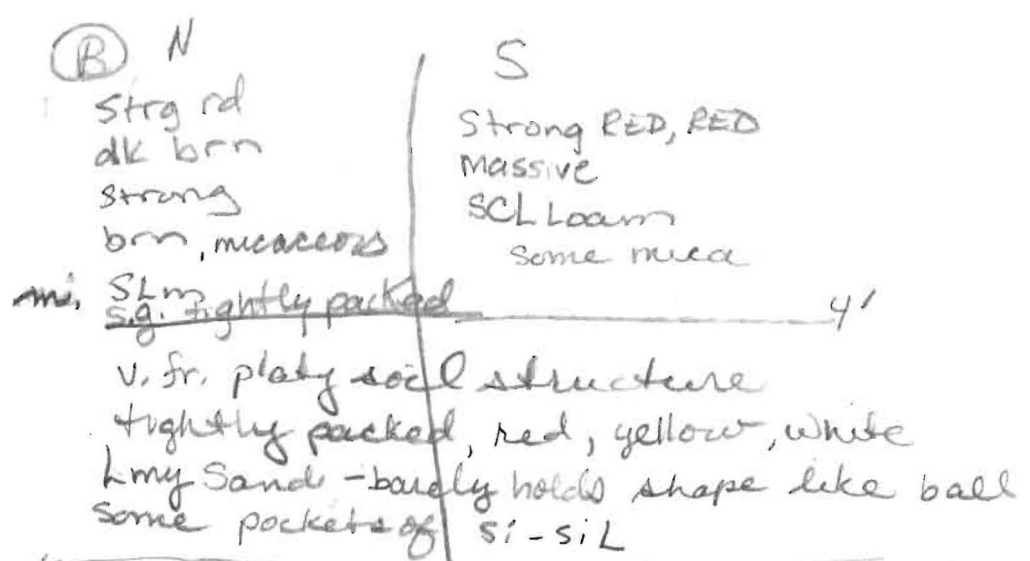 B N
Strg rd
dk brn
strong
brn, micaceous
SLm
s.g. tightly packed
S
Strong RED, RED
Massive
SCL Loam
Some mica
4'
v. fr. platy soil structure
tightly packed, red, yellow, white
Lmy Sand - barely holds shape like ball
Some pockets of si-siL